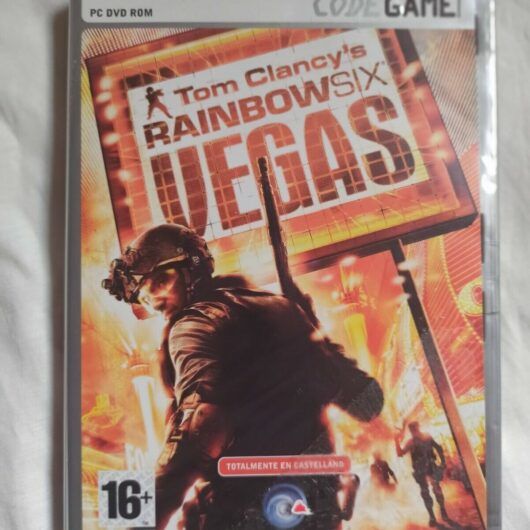 PC DVD ROM
CODEGAME
Tom Clancy's
RAINBOWSIX
VEGAS
TOTALMENTE EN CASTELLANO
16+